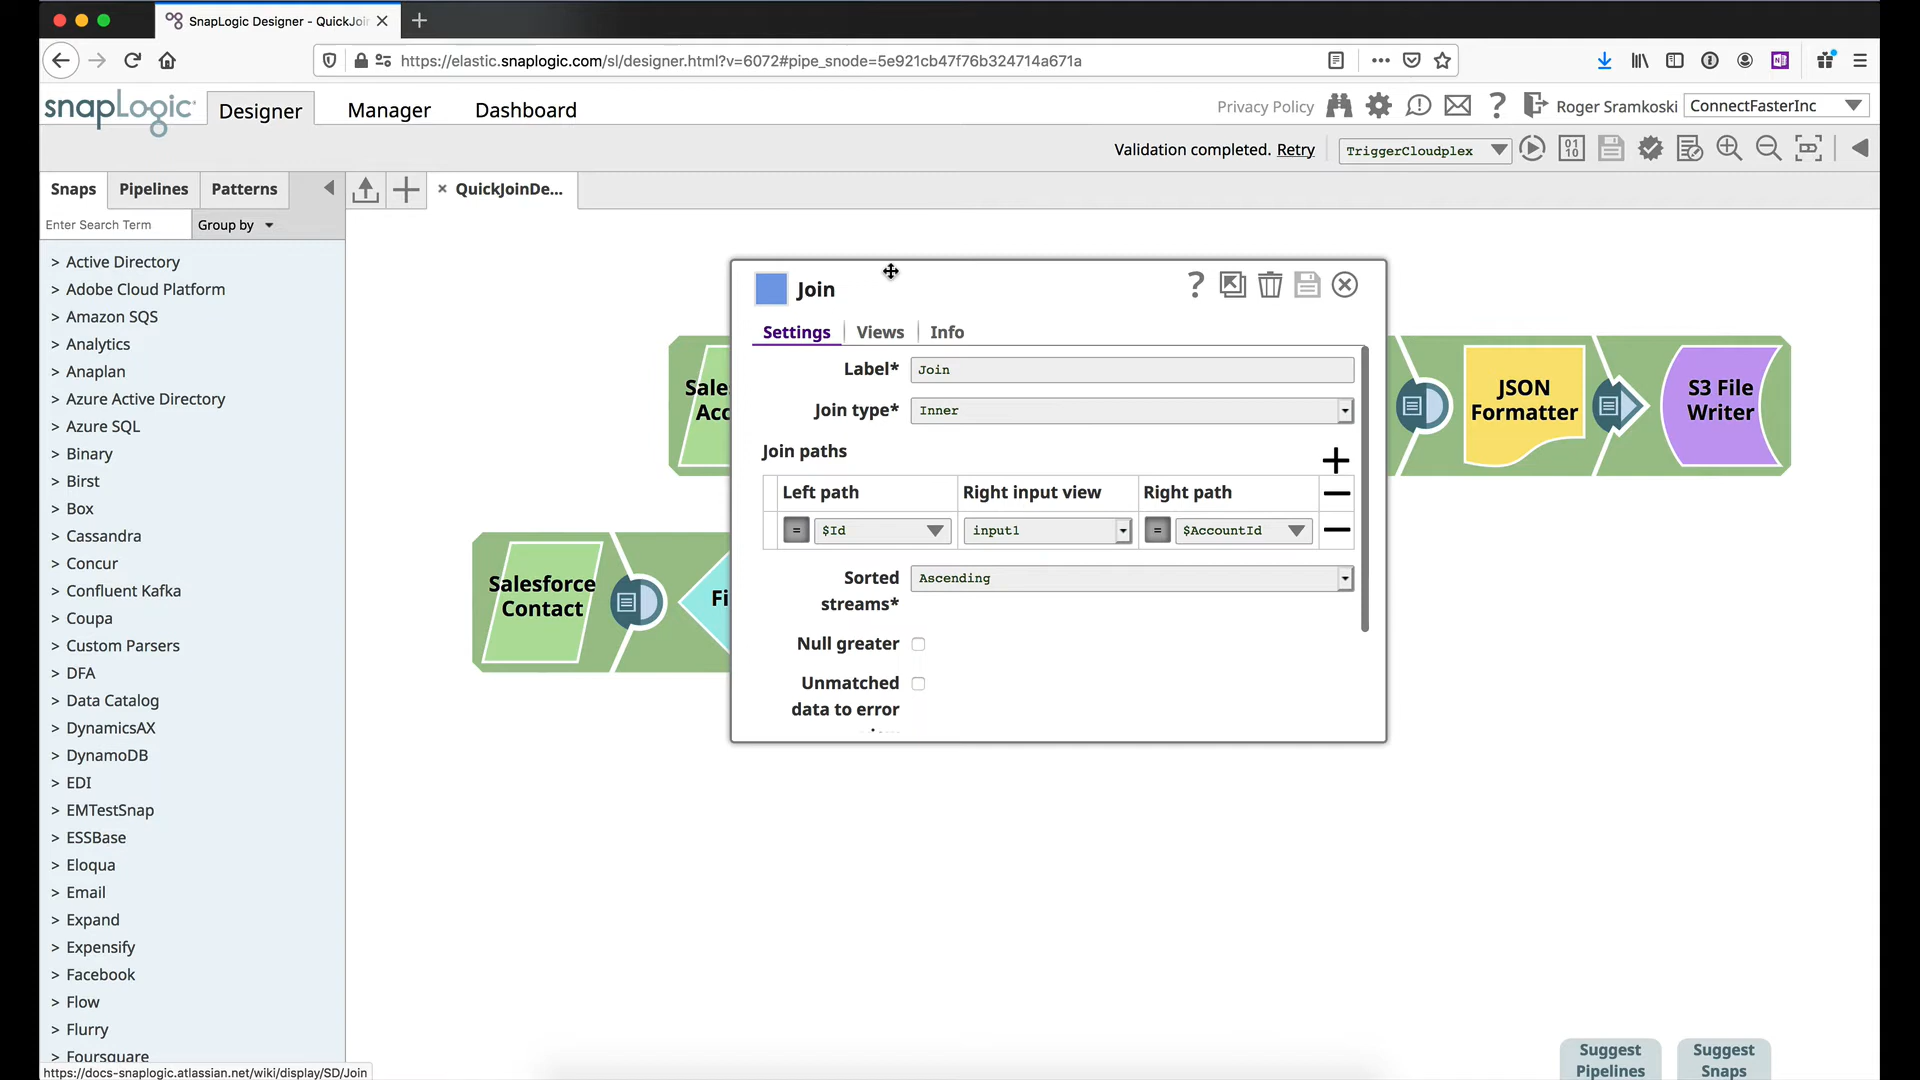 SnapLogic Designer - QuickJoin
https://elastic.snaplogic.com/sl/designer.html?v=6072#pipe_snode=5e921cb47f76b324714a671a
snapLogic
Designer
Manager
Dashboard
Privacy Policy
Roger Sramkoski
ConnectFasterInc
Validation completed. Retry
TriggerCloudplex
Snaps
Pipelines
Patterns
QuickJoinDe...
Enter Search Term
Group by
> Active Directory
> Adobe Cloud Platform
> Amazon SQS
> Analytics
> Anaplan
> Azure Active Directory
> Azure SQL
> Binary
> Birst
> Box
> Cassandra
> Concur
> Confluent Kafka
> Coupa
> Custom Parsers
> DFA
> Data Catalog
> DynamicsAX
> DynamoDB
> EDI
> EMTestSnap
> ESSBase
> Eloqua
> Email
> Expand
> Expensify
> Facebook
> Flow
> Flurry
> Foursquare
Sales
Acc
Salesforce
Contact
Fi
Join
Settings
Views
Info
Label*
Join
Join type*
Inner
Join paths
Left path
Right input view
Right path
= $Id
input1
= $AccountId
Sorted
streams*
Ascending
Null greater
Unmatched
data to error
JSON
Formatter
S3 File
Writer
Suggest
Pipelines
Suggest
Snaps
https://docs-snaplogic.atlassian.net/wiki/display/SD/Join